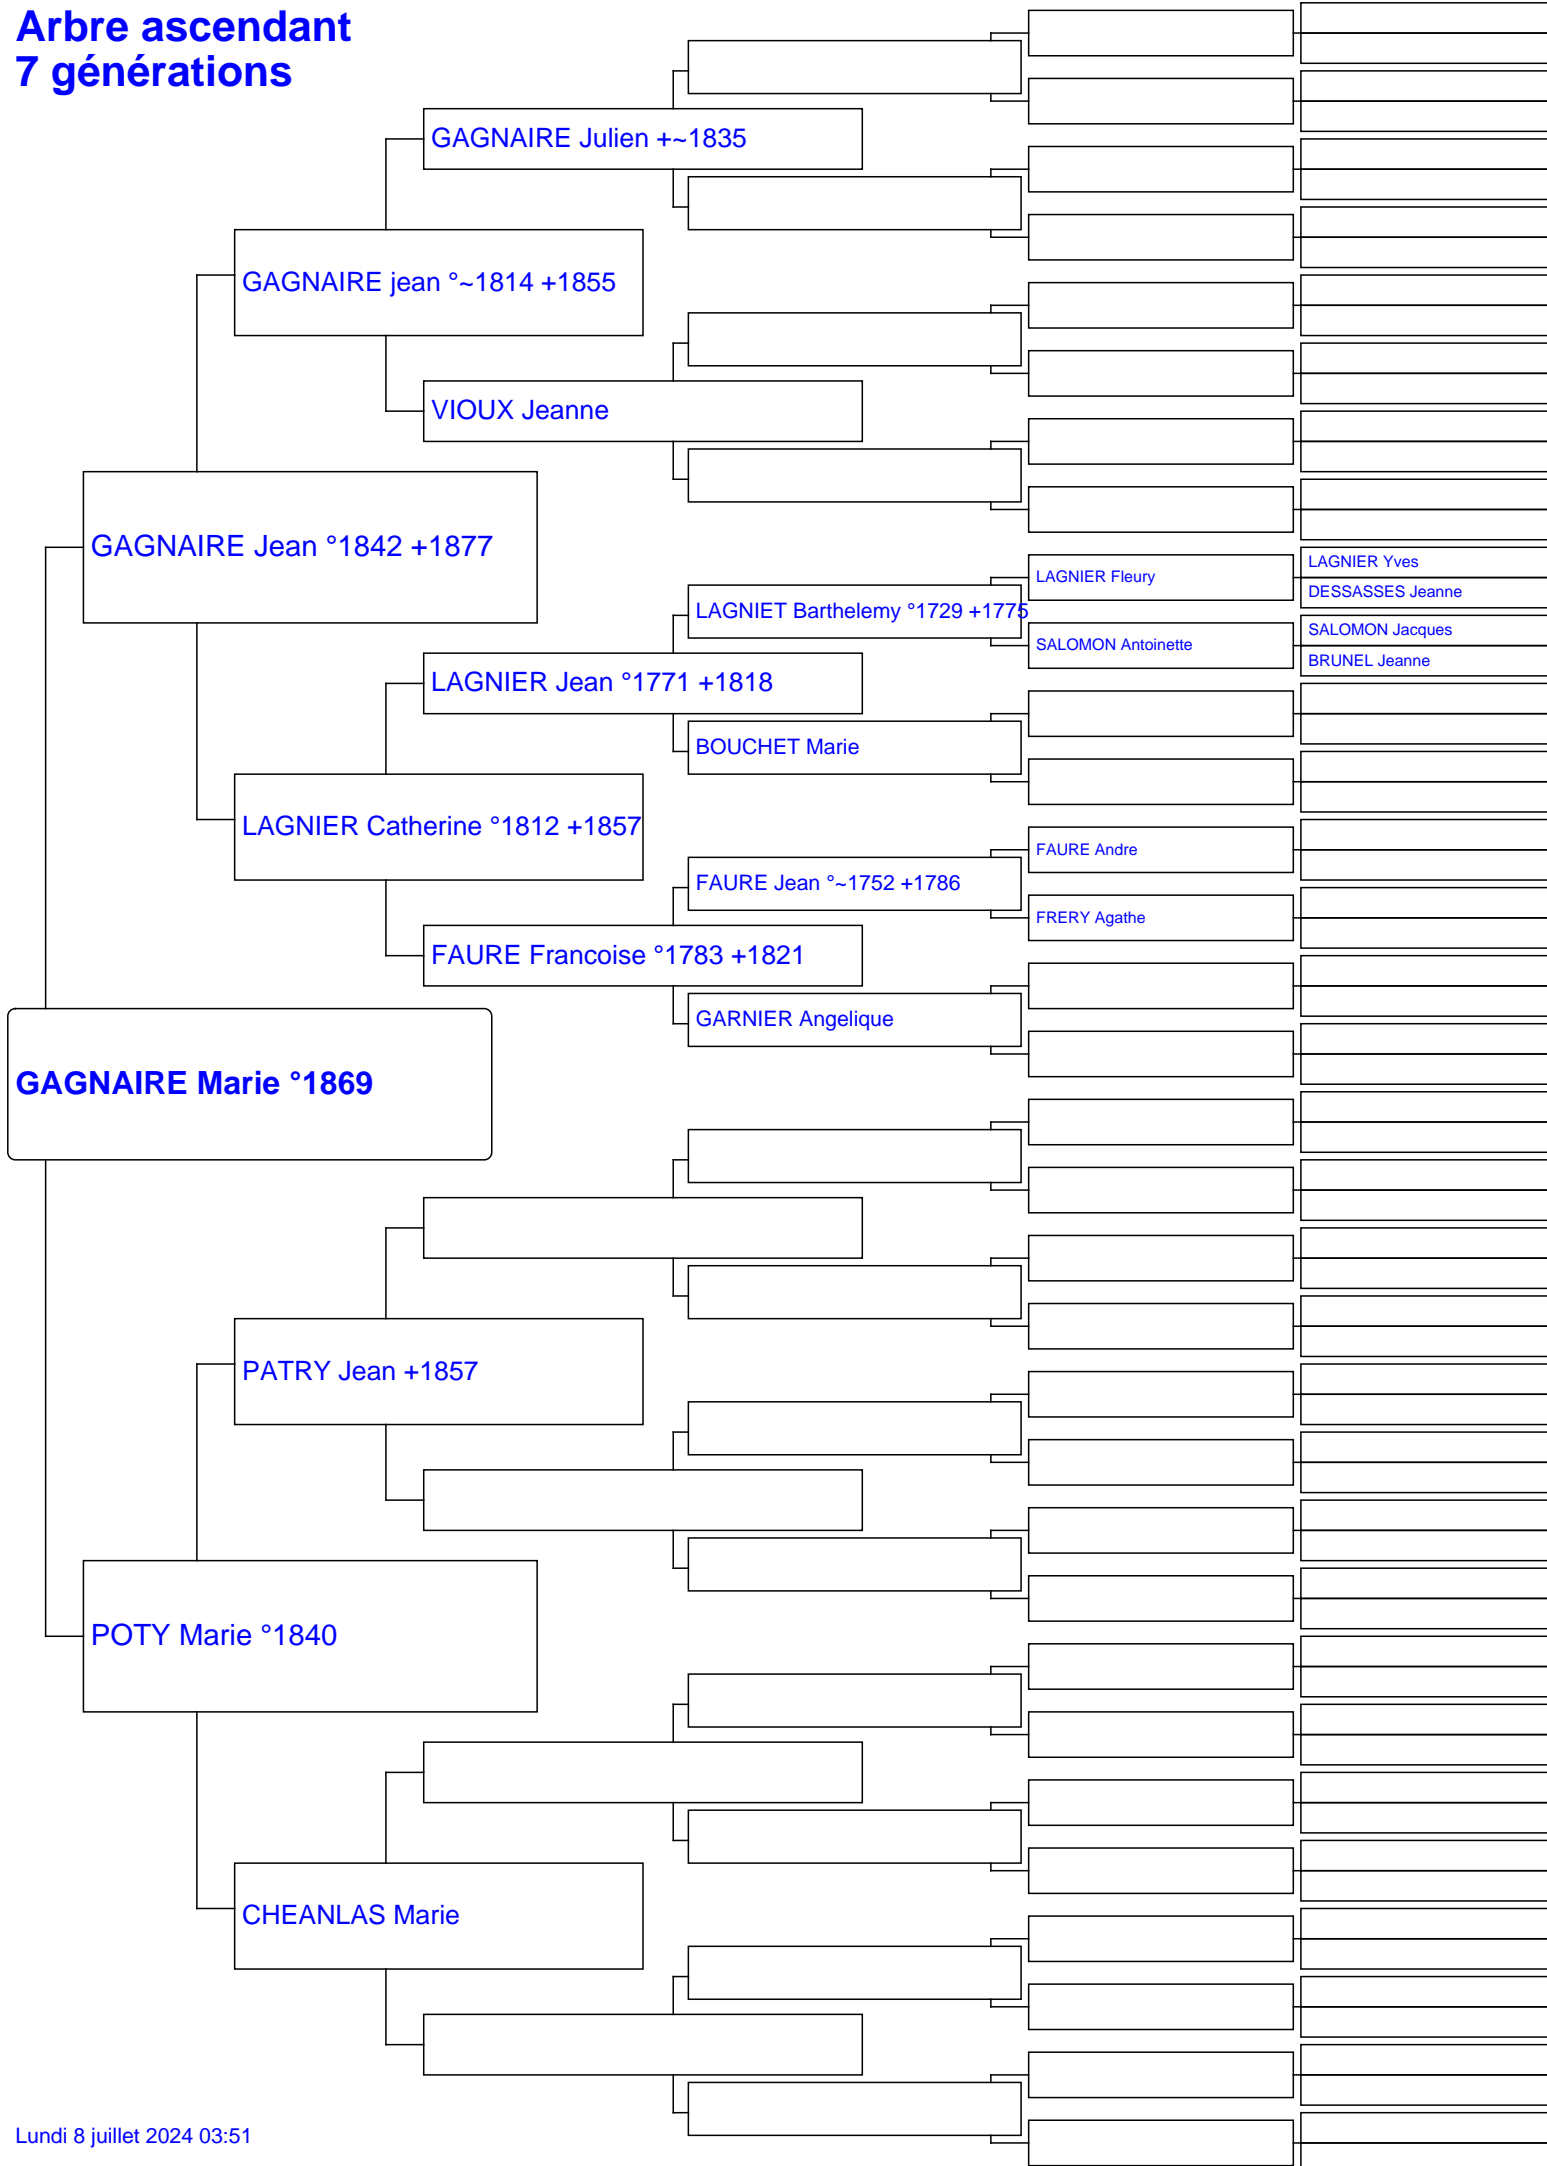 Arbre ascendant
7 générations
GAGNAIRE Julien +~1835
GAGNAIRE jean °~1814 +1855
VIOUX Jeanne
GAGNAIRE Jean °1842 +1877
LAGNIER Yves
LAGNIER Fleury
DESSASSES Jeanne
LAGNIET Barthelemy °1729 +1775
SALOMON Jacques
SALOMON Antoinette
BRUNEL Jeanne
LAGNIER Jean °1771 +1818
BOUCHET Marie
LAGNIER Catherine °1812 +1857
FAURE Andre
FAURE Jean °~1752 +1786
FRERY Agathe
FAURE Francoise °1783 +1821
GARNIER Angelique
GAGNAIRE Marie °1869
PATRY Jean +1857
POTY Marie °1840
CHEANLAS Marie
Lundi 8 juillet 2024 03:51